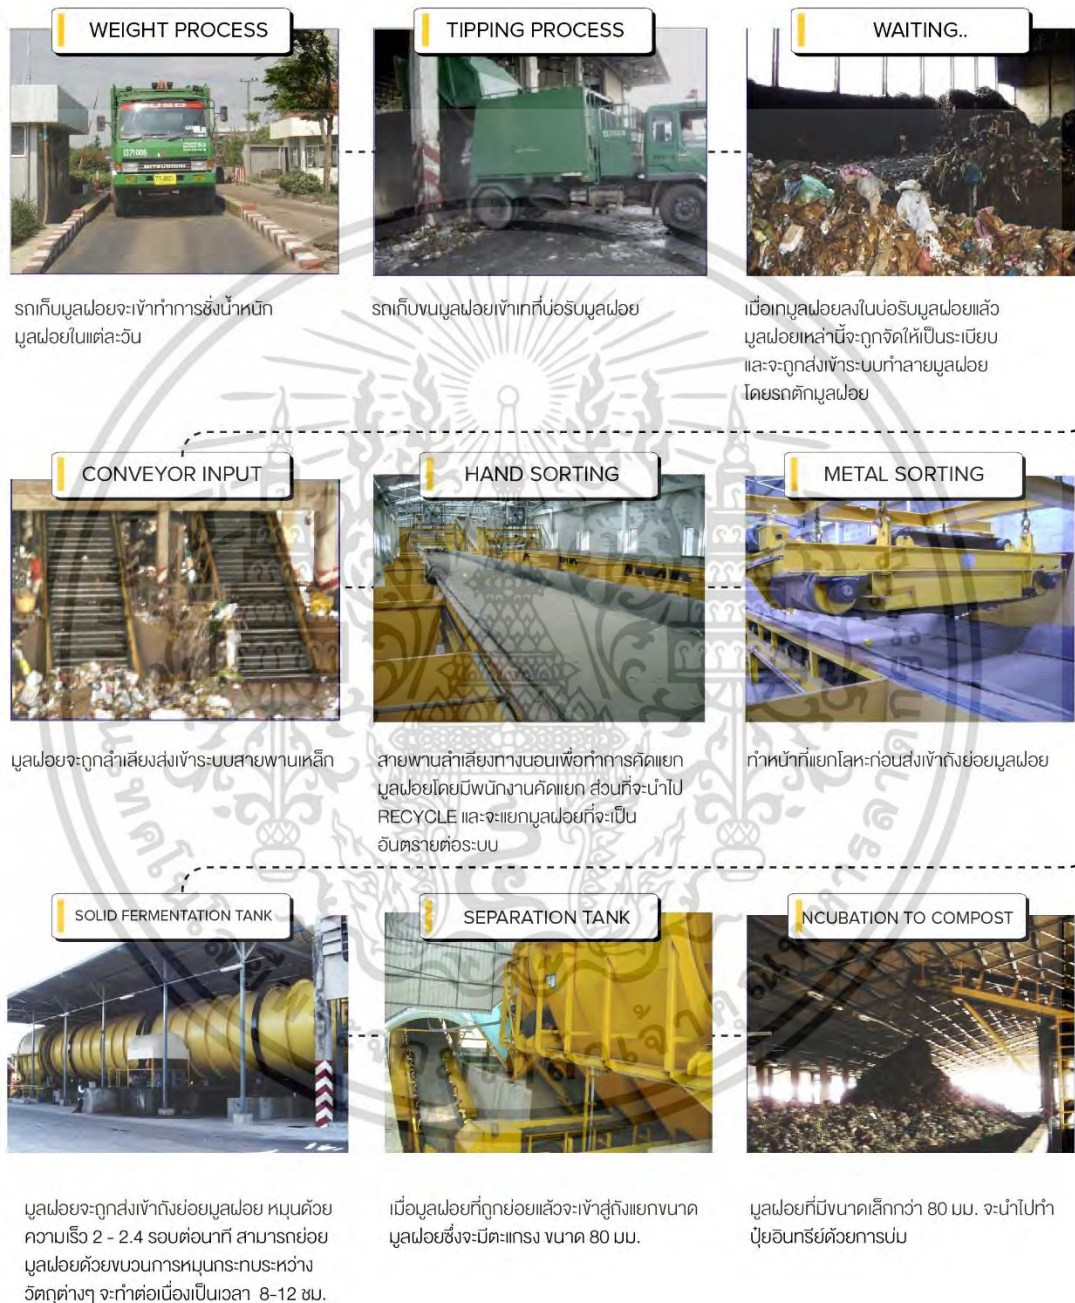 WEIGHT PROCESS
TIPPING PROCESS
WAITING..
รถเก็บมูลฝอยจะเข้าทำการชั่งน้ำหนัก
มูลฝอยในแต่ละวัน
รถเก็บขนมูลฝอยเข้าเทที่บ่อรับมูลฝอย
เมื่อเทมูลฝอยลงในบ่อรับมูลฝอยแล้ว
มูลฝอยเหล่านี้จะถูกจัดให้เป็นระเบียบ
และจะถูกส่งเข้าระบบทำลายมูลฝอย
โดยรถตักมูลฝอย
CONVEYOR INPUT
HAND SORTING
METAL SORTING
มูลฝอยจะถูกลำเลียงส่งเข้าระบบสายพานเหล็ก
สายพานลำเลียงทางนอนเพื่อทำการคัดแยก
มูลฝอยโดยมีพนักงานคัดแยก ส่วนที่จะนำไป
RECYCLE และจะแยกมูลฝอยที่จะเป็น
อันตรายต่อระบบ
ทำหน้าที่แยกโลหะก่อนส่งเข้าถังย่อยมูลฝอย
SOLID FERMENTATION TANK
SEPARATION TANK
NCUBATION TO COMPOST
มูลฝอยจะถูกส่งเข้าถังย่อยมูลฝอย หมุนด้วย
ความเร็ว 2 - 2.4 รอบต่อนาที สามารถย่อย
มูลฝอยด้วยขบวนการหมุนกระทบระหว่าง
วัตถุต่างๆ จะทำต่อเนื่องเป็นเวลา 8-12 ชม.
เมื่อมูลฝอยที่ถูกย่อยแล้วจะเข้าสู่ถังแยกขนาด
มูลฝอยซึ่งจะมีตะแกรง ขนาด 80 มม.
มูลฝอยที่มีขนาดเล็กกว่า 80 มม. จะนำไปทำ
ปุ๋ยอินทรีย์ด้วยการบ่ม